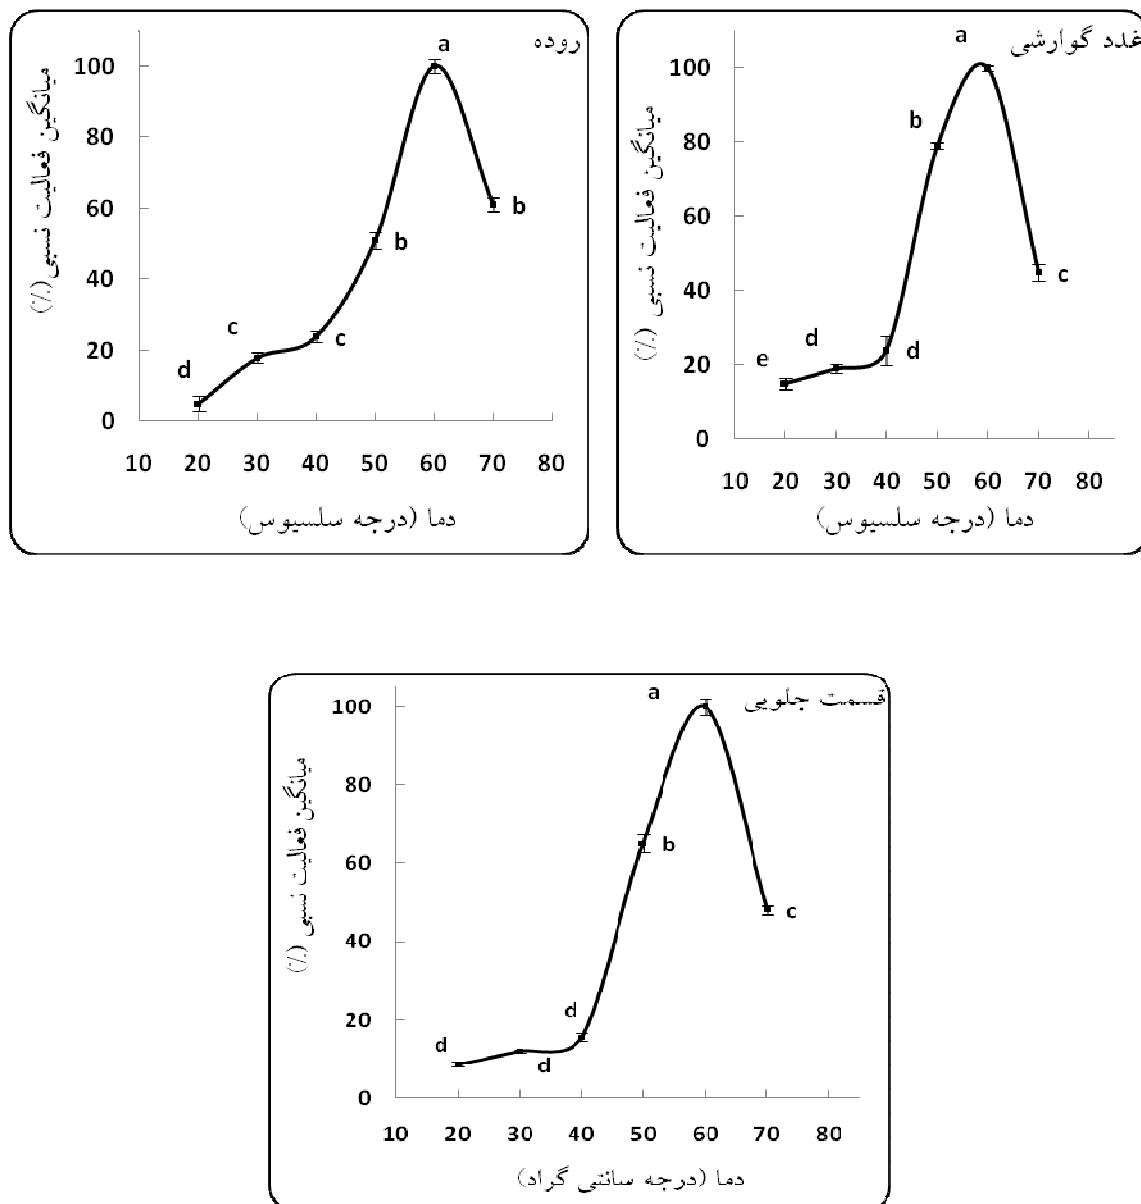 روده
a
100
80
60
40
20
0
b
b
c
c
d
10 20 30 40 50 60 70 80
دما (درجه سلسیوس)
میانگین فعالیت نسبی(٪)
غدد گوارشی
a
100
80
60
40
20
0
b
c
d
d
e
10 20 30 40 50 60 70 80
دما (درجه سلسیوس)
میانگین فعالیت نسبی (٪)
قسمت جلویی
a
100
80
60
40
20
0
b
c
d
d
d
10 20 30 40 50 60 70 80
دما (درجه سانتی گراد)
میانگین فعالیت نسبی (٪)